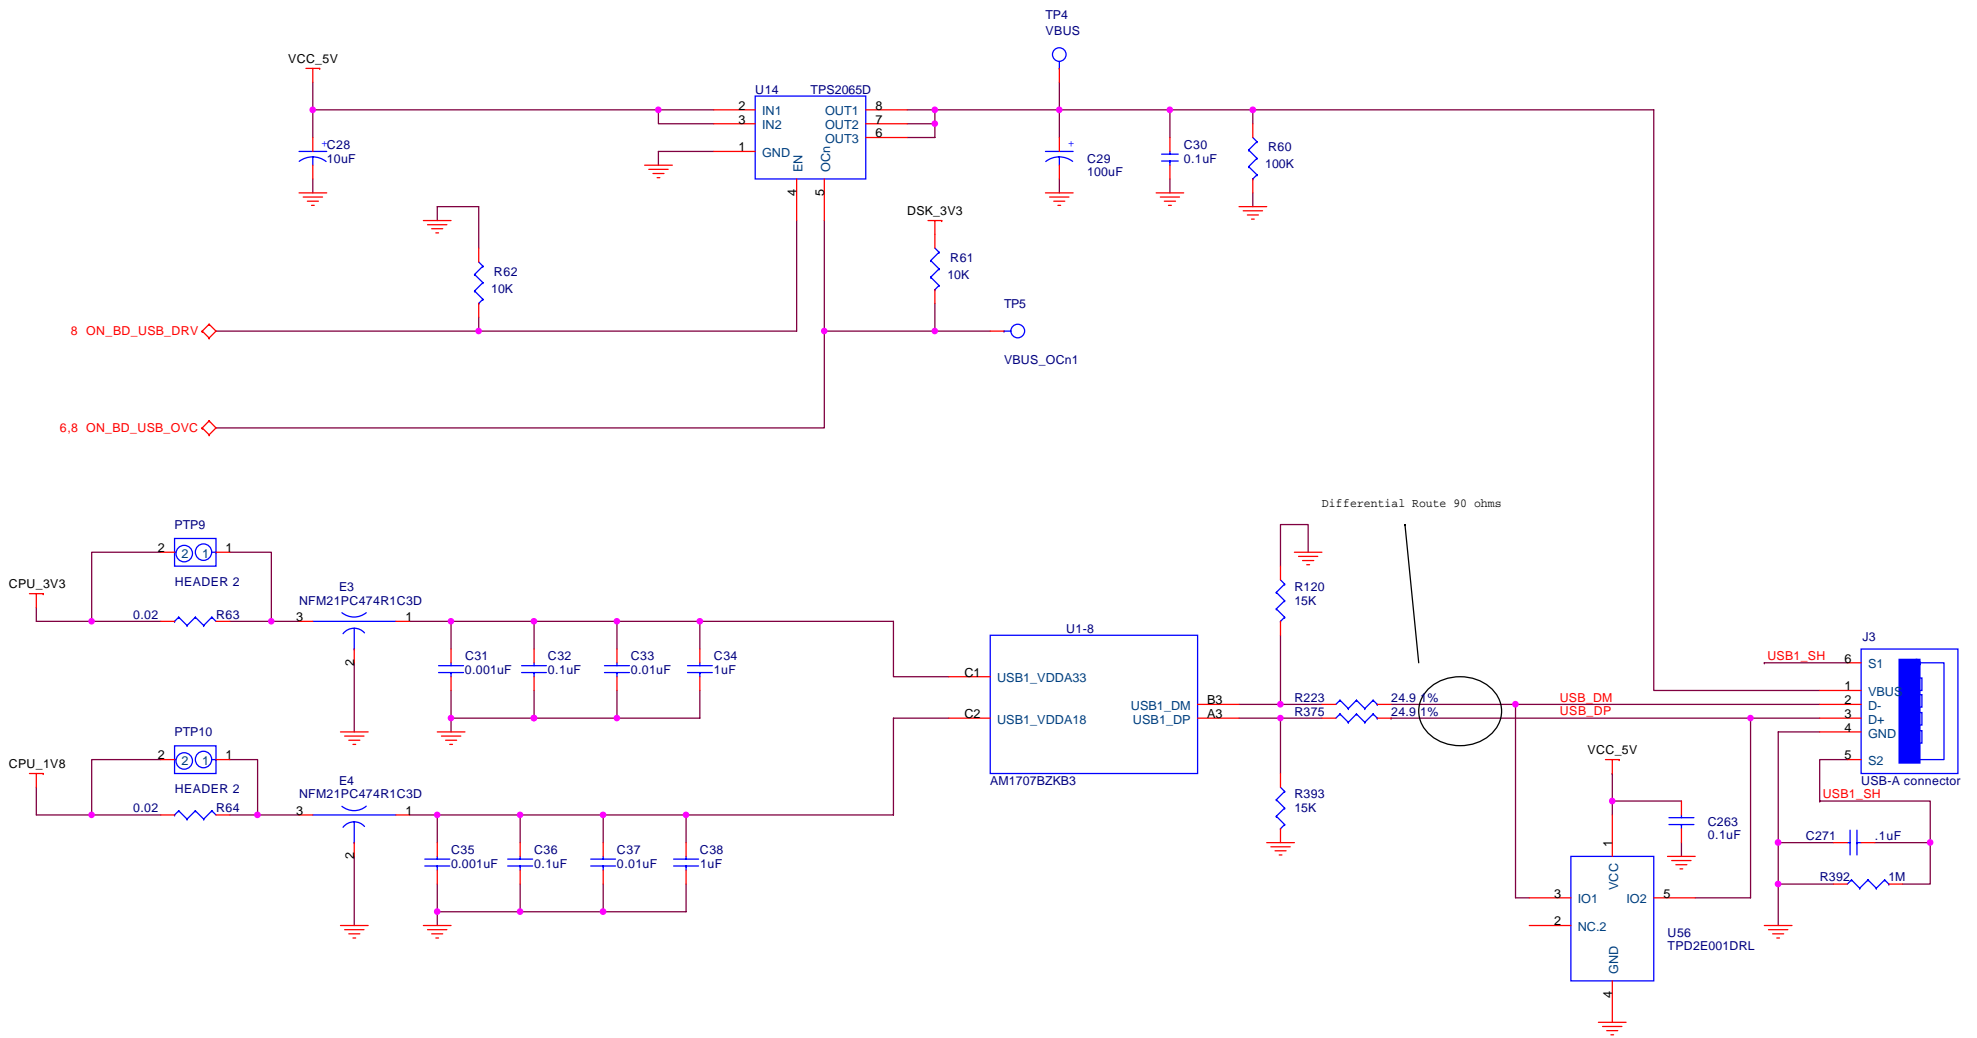 TP4
VBUS
VCC_5V
U14 TPS2065D
2 IN1 OUT1 8
3 IN2 OUT2 7
OUT3 6
1 GND
EN
OCn
4
5
+
C28
10uF
+
C29
100uF
C30
0.1uF
R60
100K
DSK_3V3
R61
10K
R62
10K
TP5
VBUS_OCn1
8 ON_BD_USB_DRV
6,8 ON_BD_USB_OVC
Differential Route 90 ohms
PTP9
2 2 1 1
HEADER 2
CPU_3V3
0.02 R63
E3
NFM21PC474R1C3D
3 1
2
C31
0.001uF
C32
0.1uF
C33
0.01uF
C34
1uF
PTP10
2 2 1 1
HEADER 2
CPU_1V8
0.02 R64
E4
NFM21PC474R1C3D
3 1
2
C35
0.001uF
C36
0.1uF
C37
0.01uF
C38
1uF
U1-8
C1 USB1_VDDA33
C2 USB1_VDDA18
USB1_DM B3
USB1_DP A3
AM1707BZKB3
R120
15K
R223 24.9 1%
R375 24.9 1%
R393
15K
USB_DM
USB_DP
J3
USB1_SH 6 S1
1 VBUS
2 D-
3 D+
4 GND
5 S2
USB-A connector
USB1_SH
VCC_5V
C263
0.1uF
C271 .1uF
R392 1M
1
VCC
3 IO1 IO2 5
2 NC.2
GND
4
U56
TPD2E001DRL